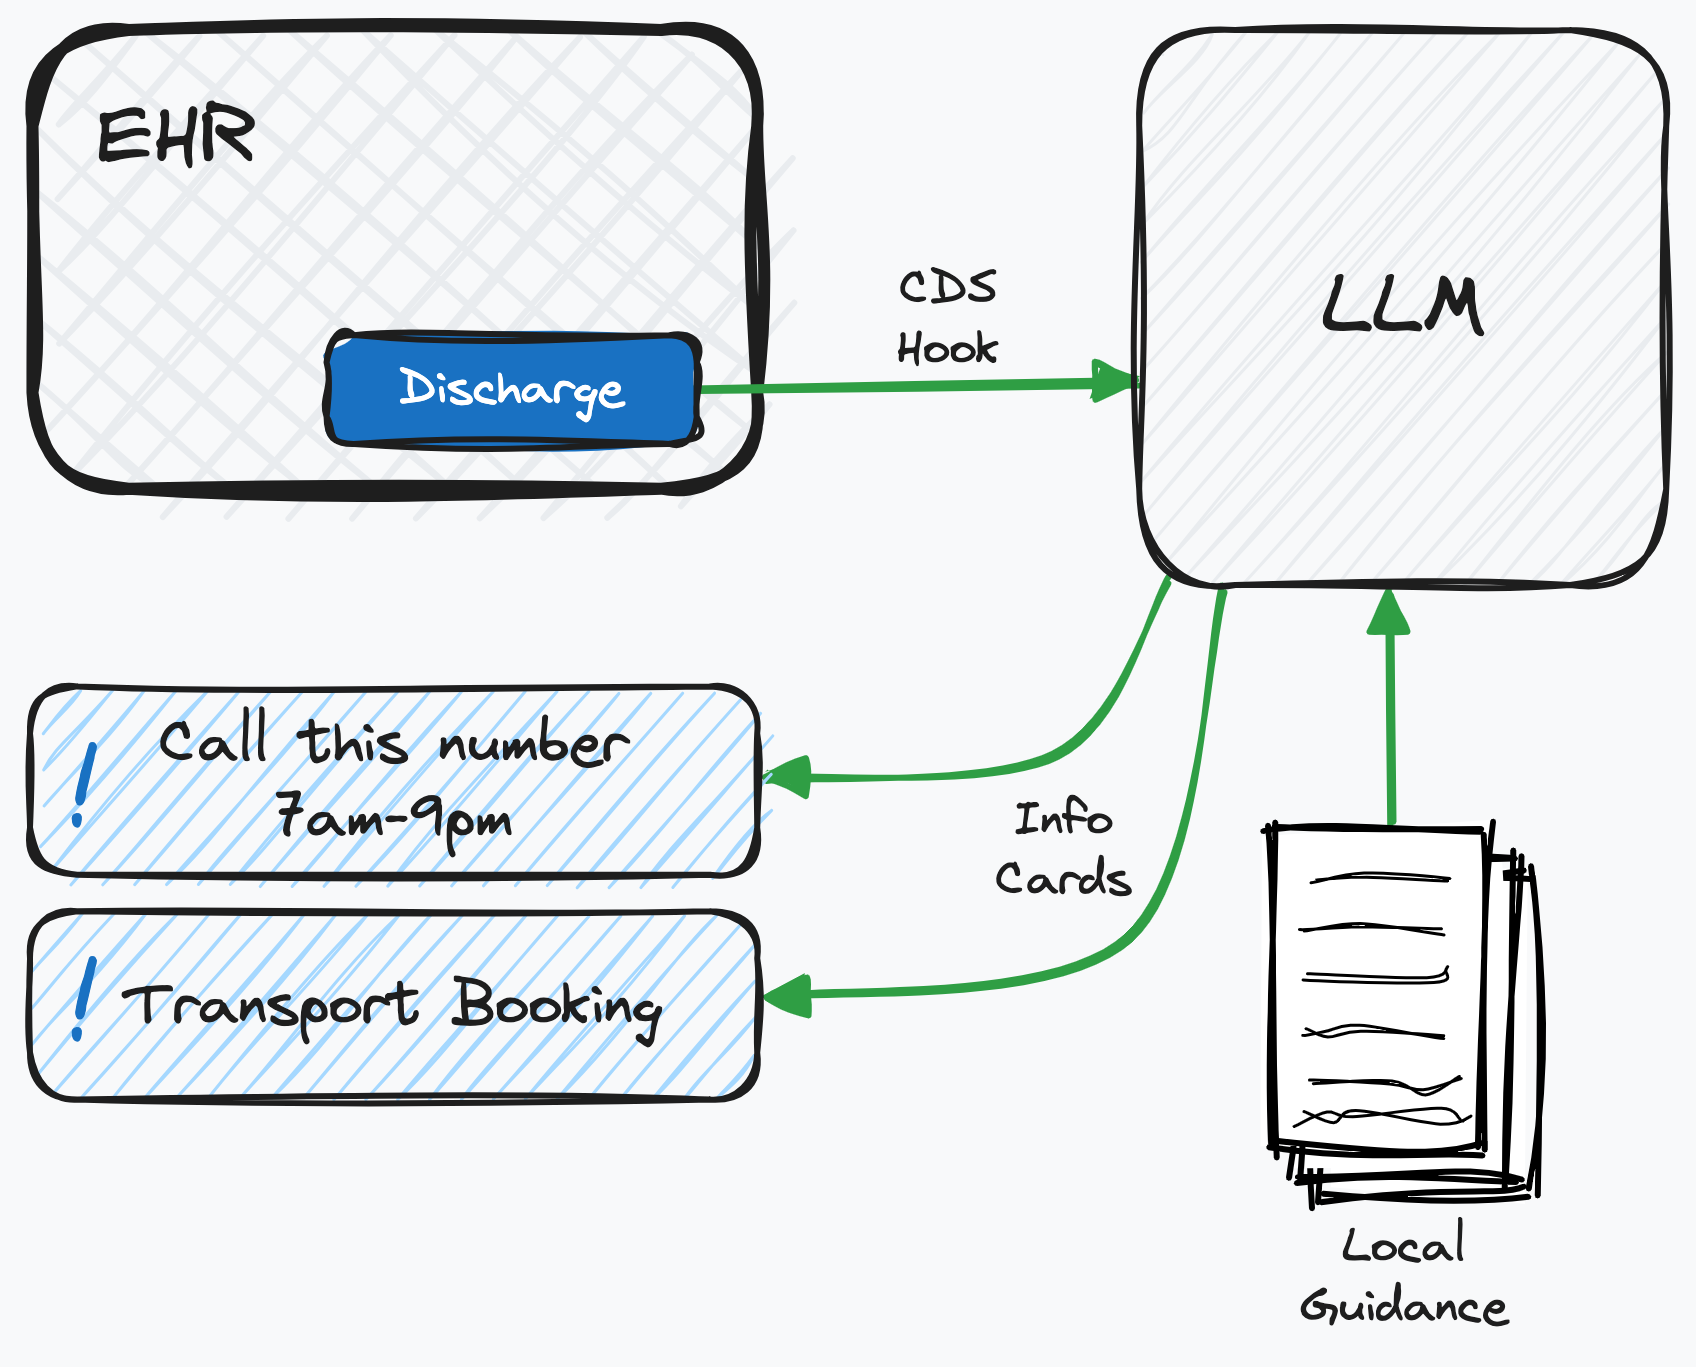 EHR
Discharge
CDS
Hook
LLM
! Call this number
7am-9pm
! Transport Booking
Info
Cards
Local
Guidance